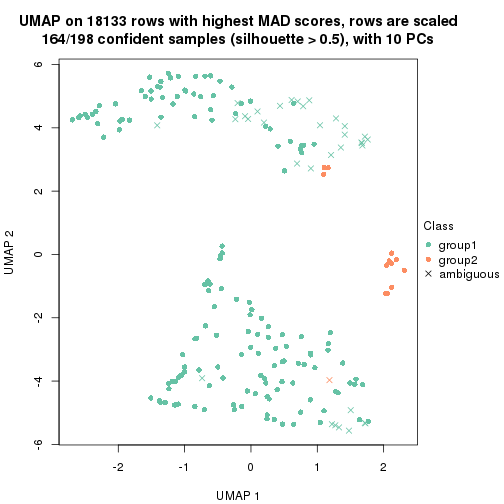 UMAP on 18133 rows with highest MAD scores, rows are scaled
164/198 confident samples (silhouette > 0.5), with 10 PCs
6
4
2
0
-2
-4
-6
UMAP 2
-2
-1
0
1
2
UMAP 1
Class
group1
group2
ambiguous